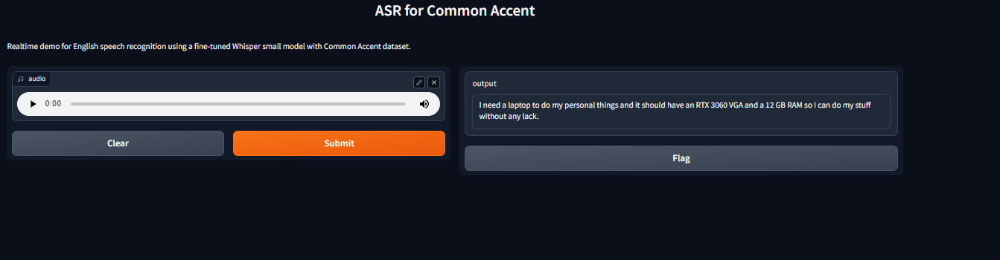 ASR for Common Accent
Realtime demo for English speech recognition using a fine-tuned Whisper small model with Common Accent dataset.
audio
0:00
Clear
Submit
output
I need a laptop to do my personal things and it should have an RTX 3060 VGA and a 12 GB RAM so I can do my stuff
without any lack.
Flag